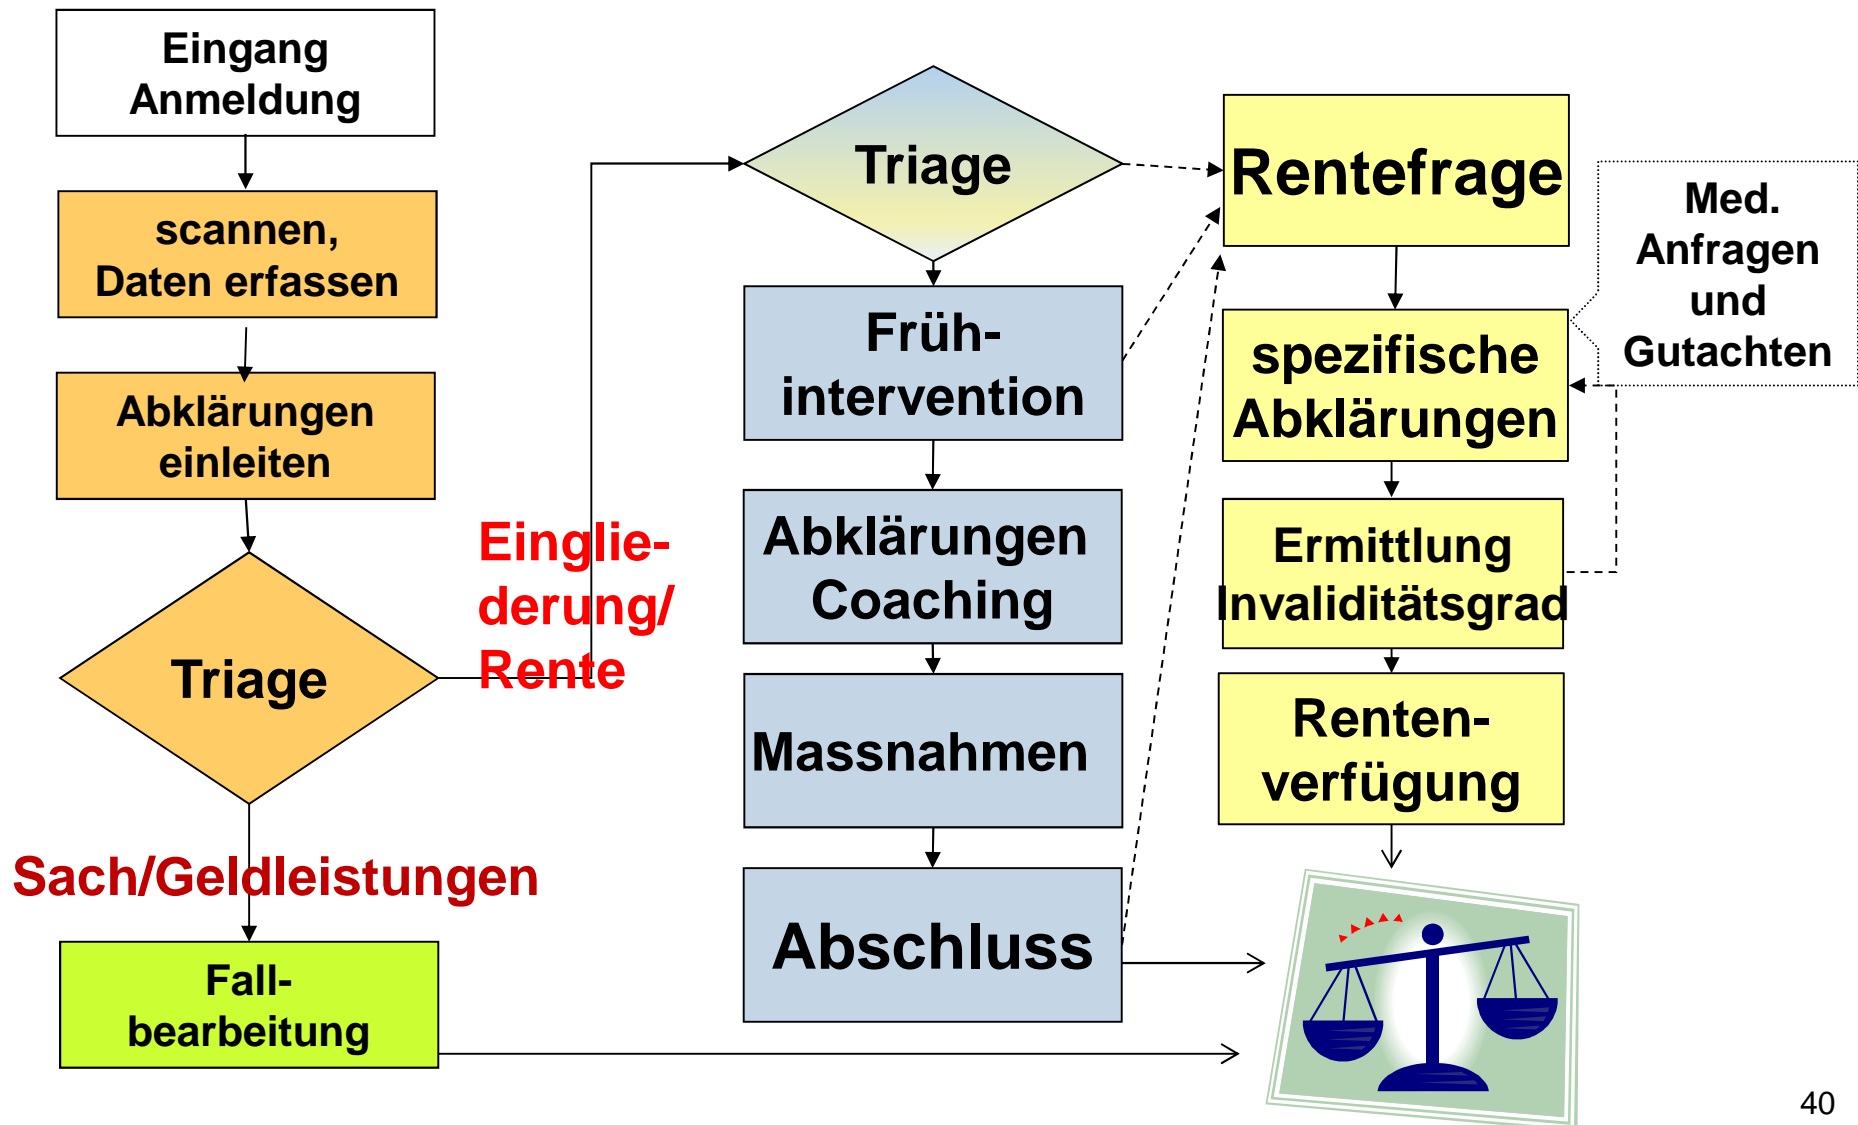 Eingang
Anmeldung
scannen,
Daten erfassen
Abklärungen
einleiten
Triage
Sach/Geldleistungen
Fall-
bearbeitung
Einglie-
derung/
Rente
Triage
Früh-
intervention
Abklärungen
Coaching
Massnahmen
Abschluss
Rentefrage
spezifische
Abklärungen
Ermittlung
Invaliditätsgrad
Renten-
verfügung
Med.
Anfragen
und
Gutachten
40